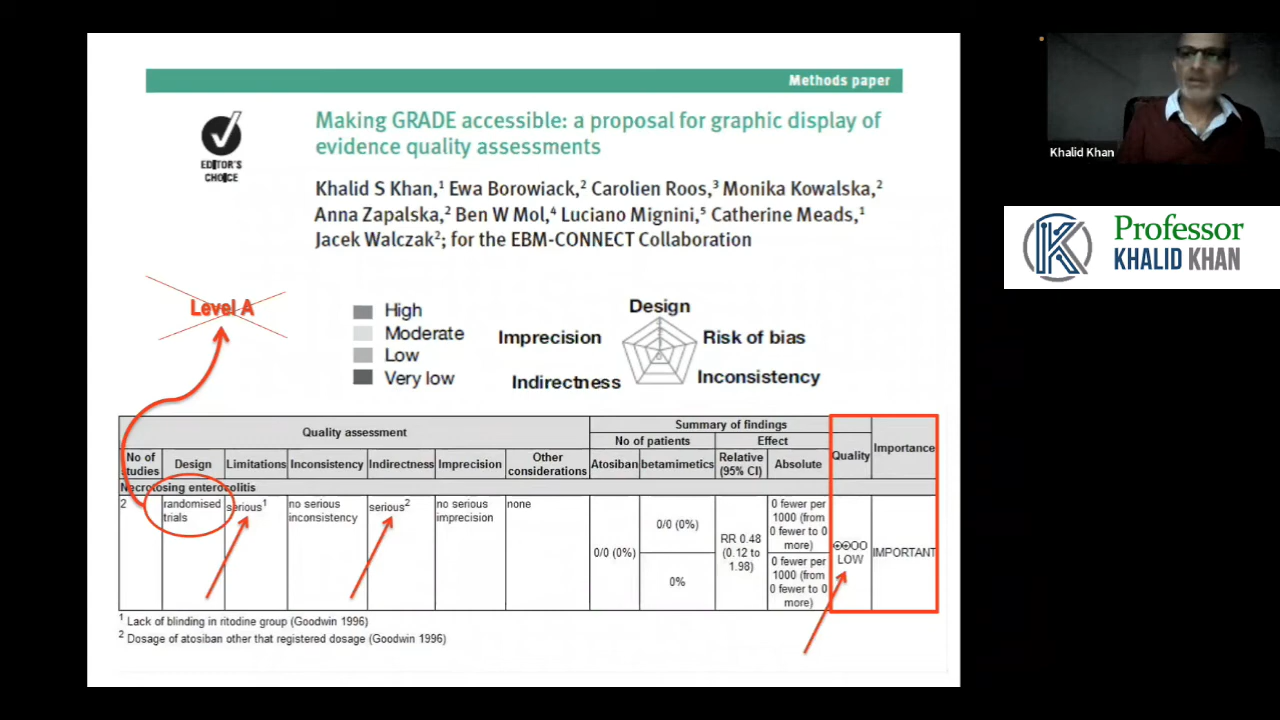 Methods paper
EDITOR'S
CHOICE
Making GRADE accessible: a proposal for graphic display of
evidence quality assessments
Khalid S Khan,¹ Ewa Borowiack,² Carolien Roos,³ Monika Kowalska,²
Anna Zapalska,² Ben W Mol,⁴ Luciano Mignini,⁵ Catherine Meads,¹
Jacek Walczak²; for the EBM-CONNECT Collaboration
Level A
High
Moderate
Low
Very low
Design
Imprecision
Risk of bias
Indirectness
Inconsistency
Quality assessment
Summary of findings
No of patients
Effect
Quality
Importance
No of
studies
Design
Limitations
Inconsistency
Indirectness
Imprecision
Other
considerations
Atosiban
betamimetics
Relative
(95% CI)
Absolute
Necrotosing enterocolitis
2
randomised
trials
serious¹
no serious
inconsistency
serious²
no serious
imprecision
none
0/0 (0%)
0/0 (0%)
0%
RR 0.48
(0.12 to
1.98)
0 fewer per
1000 (from
0 fewer to 0
more)
0 fewer per
1000 (from
0 fewer to 0
more)
LOW
IMPORTANT
¹ Lack of blinding in ritodine group (Goodwin 1996)
² Dosage of atosiban other that registered dosage (Goodwin 1996)
Khalid Khan
Professor
KHALID KHAN